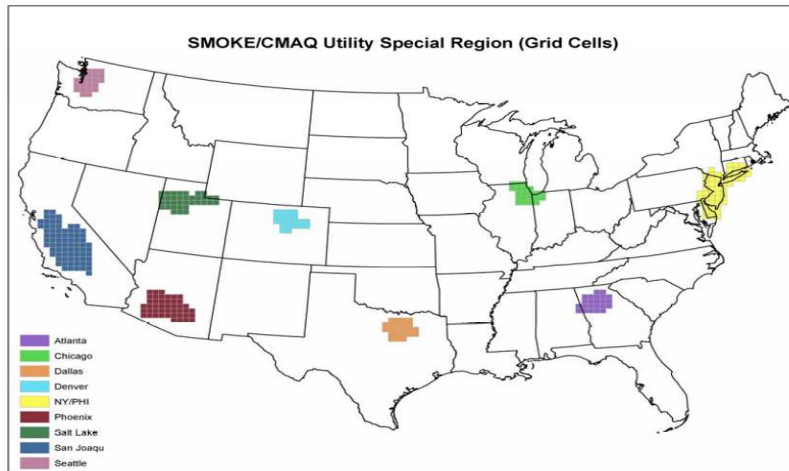 SMOKE/CMAQ Utility Special Region (Grid Cells)
Atlanta
Chicago
Dallas
Denver
NY/PHI
Phoenix
Salt Lake
San Joaqu
Seattle